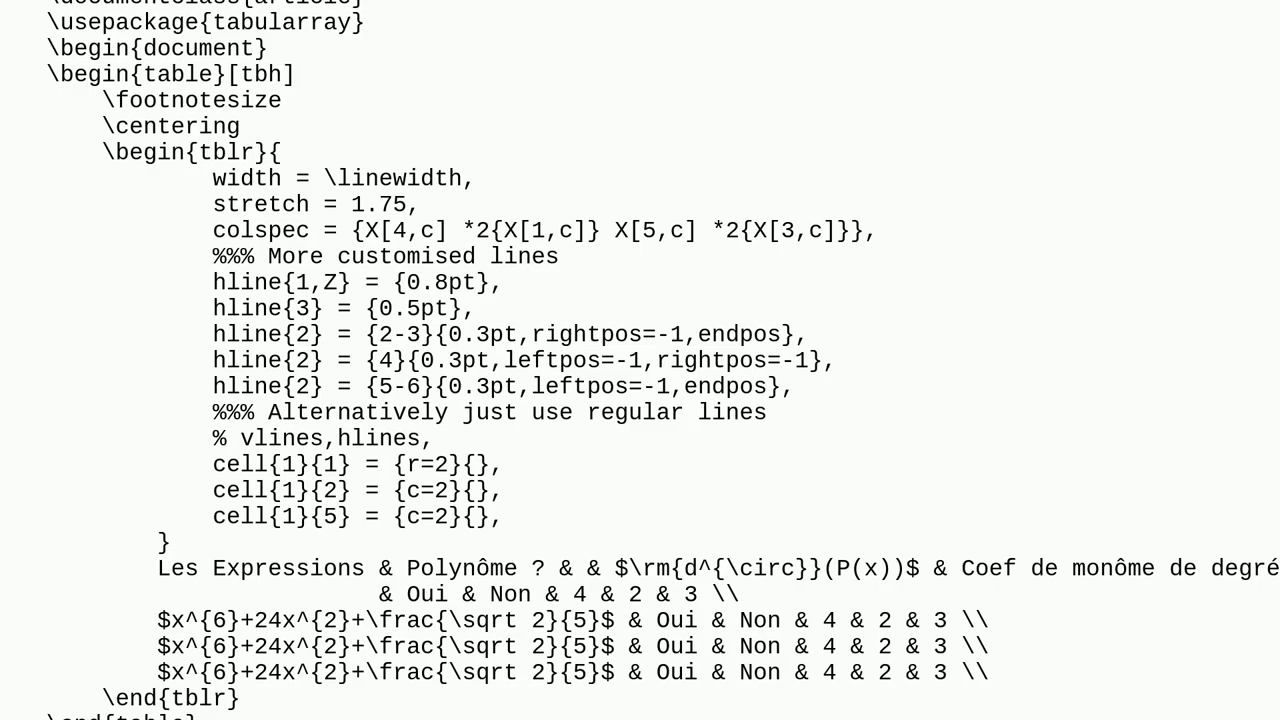 \documentclass{article}
\usepackage{tabularray}
\begin{document}
\begin{table}[tbh]
    \footnotesize
    \centering
    \begin{tblr}{
            width = \linewidth,
            stretch = 1.75,
            colspec = {X[4,c] *2{X[1,c]} X[5,c] *2{X[3,c]}},
            %%% More customised lines
            hline{1,Z} = {0.8pt},
            hline{3} = {0.5pt},
            hline{2} = {2-3}{0.3pt,rightpos=-1,endpos},
            hline{2} = {4}{0.3pt,leftpos=-1,rightpos=-1},
            hline{2} = {5-6}{0.3pt,leftpos=-1,endpos},
            %%% Alternatively just use regular lines
            % vlines,hlines,
            cell{1}{1} = {r=2}{},
            cell{1}{2} = {c=2}{},
            cell{1}{5} = {c=2}{},
        }
        Les Expressions & Polynôme ? & & $\rm{d^{\circ}}(P(x))$ & Coef de monôme de degré
                        & Oui & Non & 4 & 2 & 3 \\
        $x^{6}+24x^{2}+\frac{\sqrt 2}{5}$ & Oui & Non & 4 & 2 & 3 \\
        $x^{6}+24x^{2}+\frac{\sqrt 2}{5}$ & Oui & Non & 4 & 2 & 3 \\
        $x^{6}+24x^{2}+\frac{\sqrt 2}{5}$ & Oui & Non & 4 & 2 & 3 \\
    \end{tblr}
\end{table}